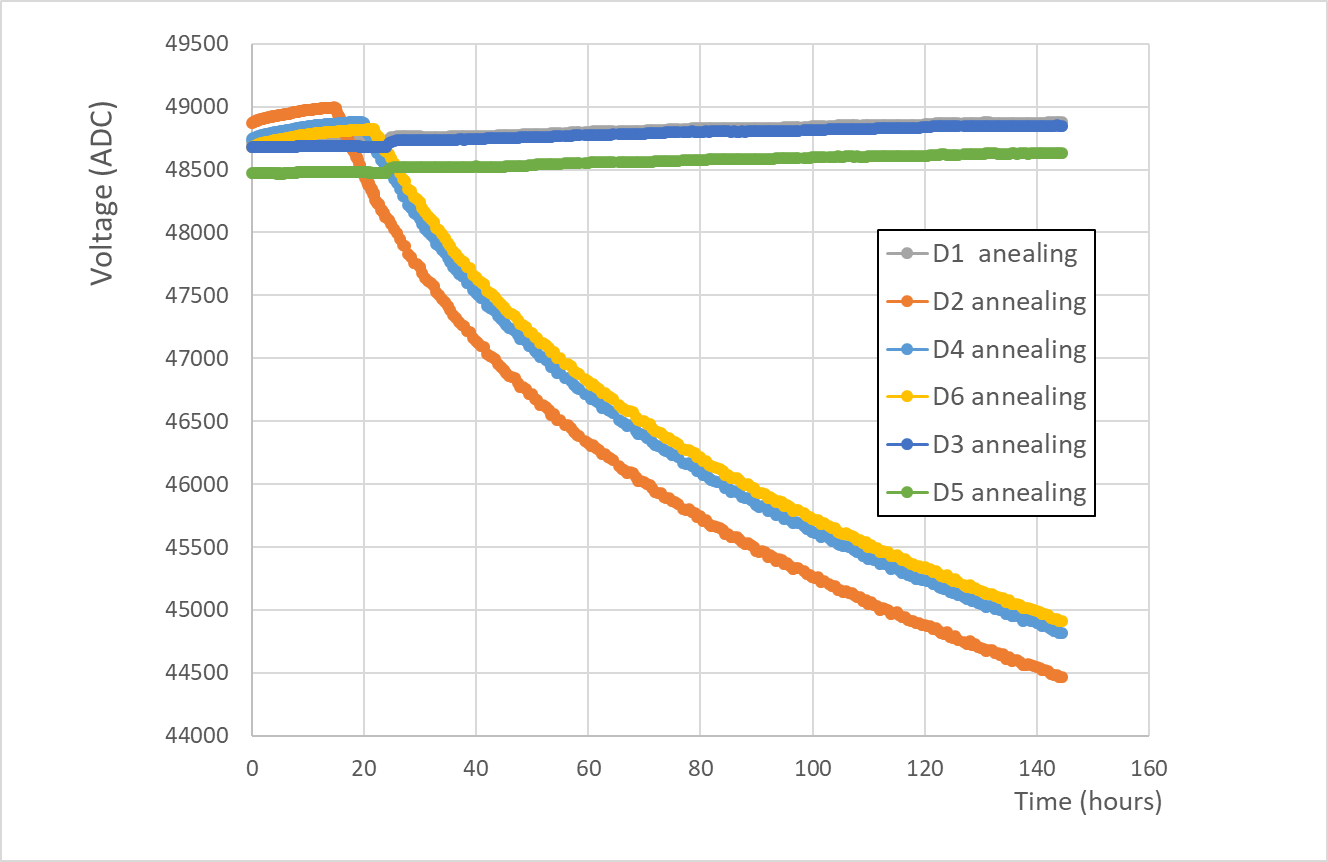 49500
49000
48500
48000
47500
47000
46500
46000
45500
45000
44500
44000
Voltage (ADC)
D1  anealing
D2 annealing
D4 annealing
D6 annealing
D3 annealing
D5 annealing
0 20 40 60 80 100 120 140 160
Time (hours)